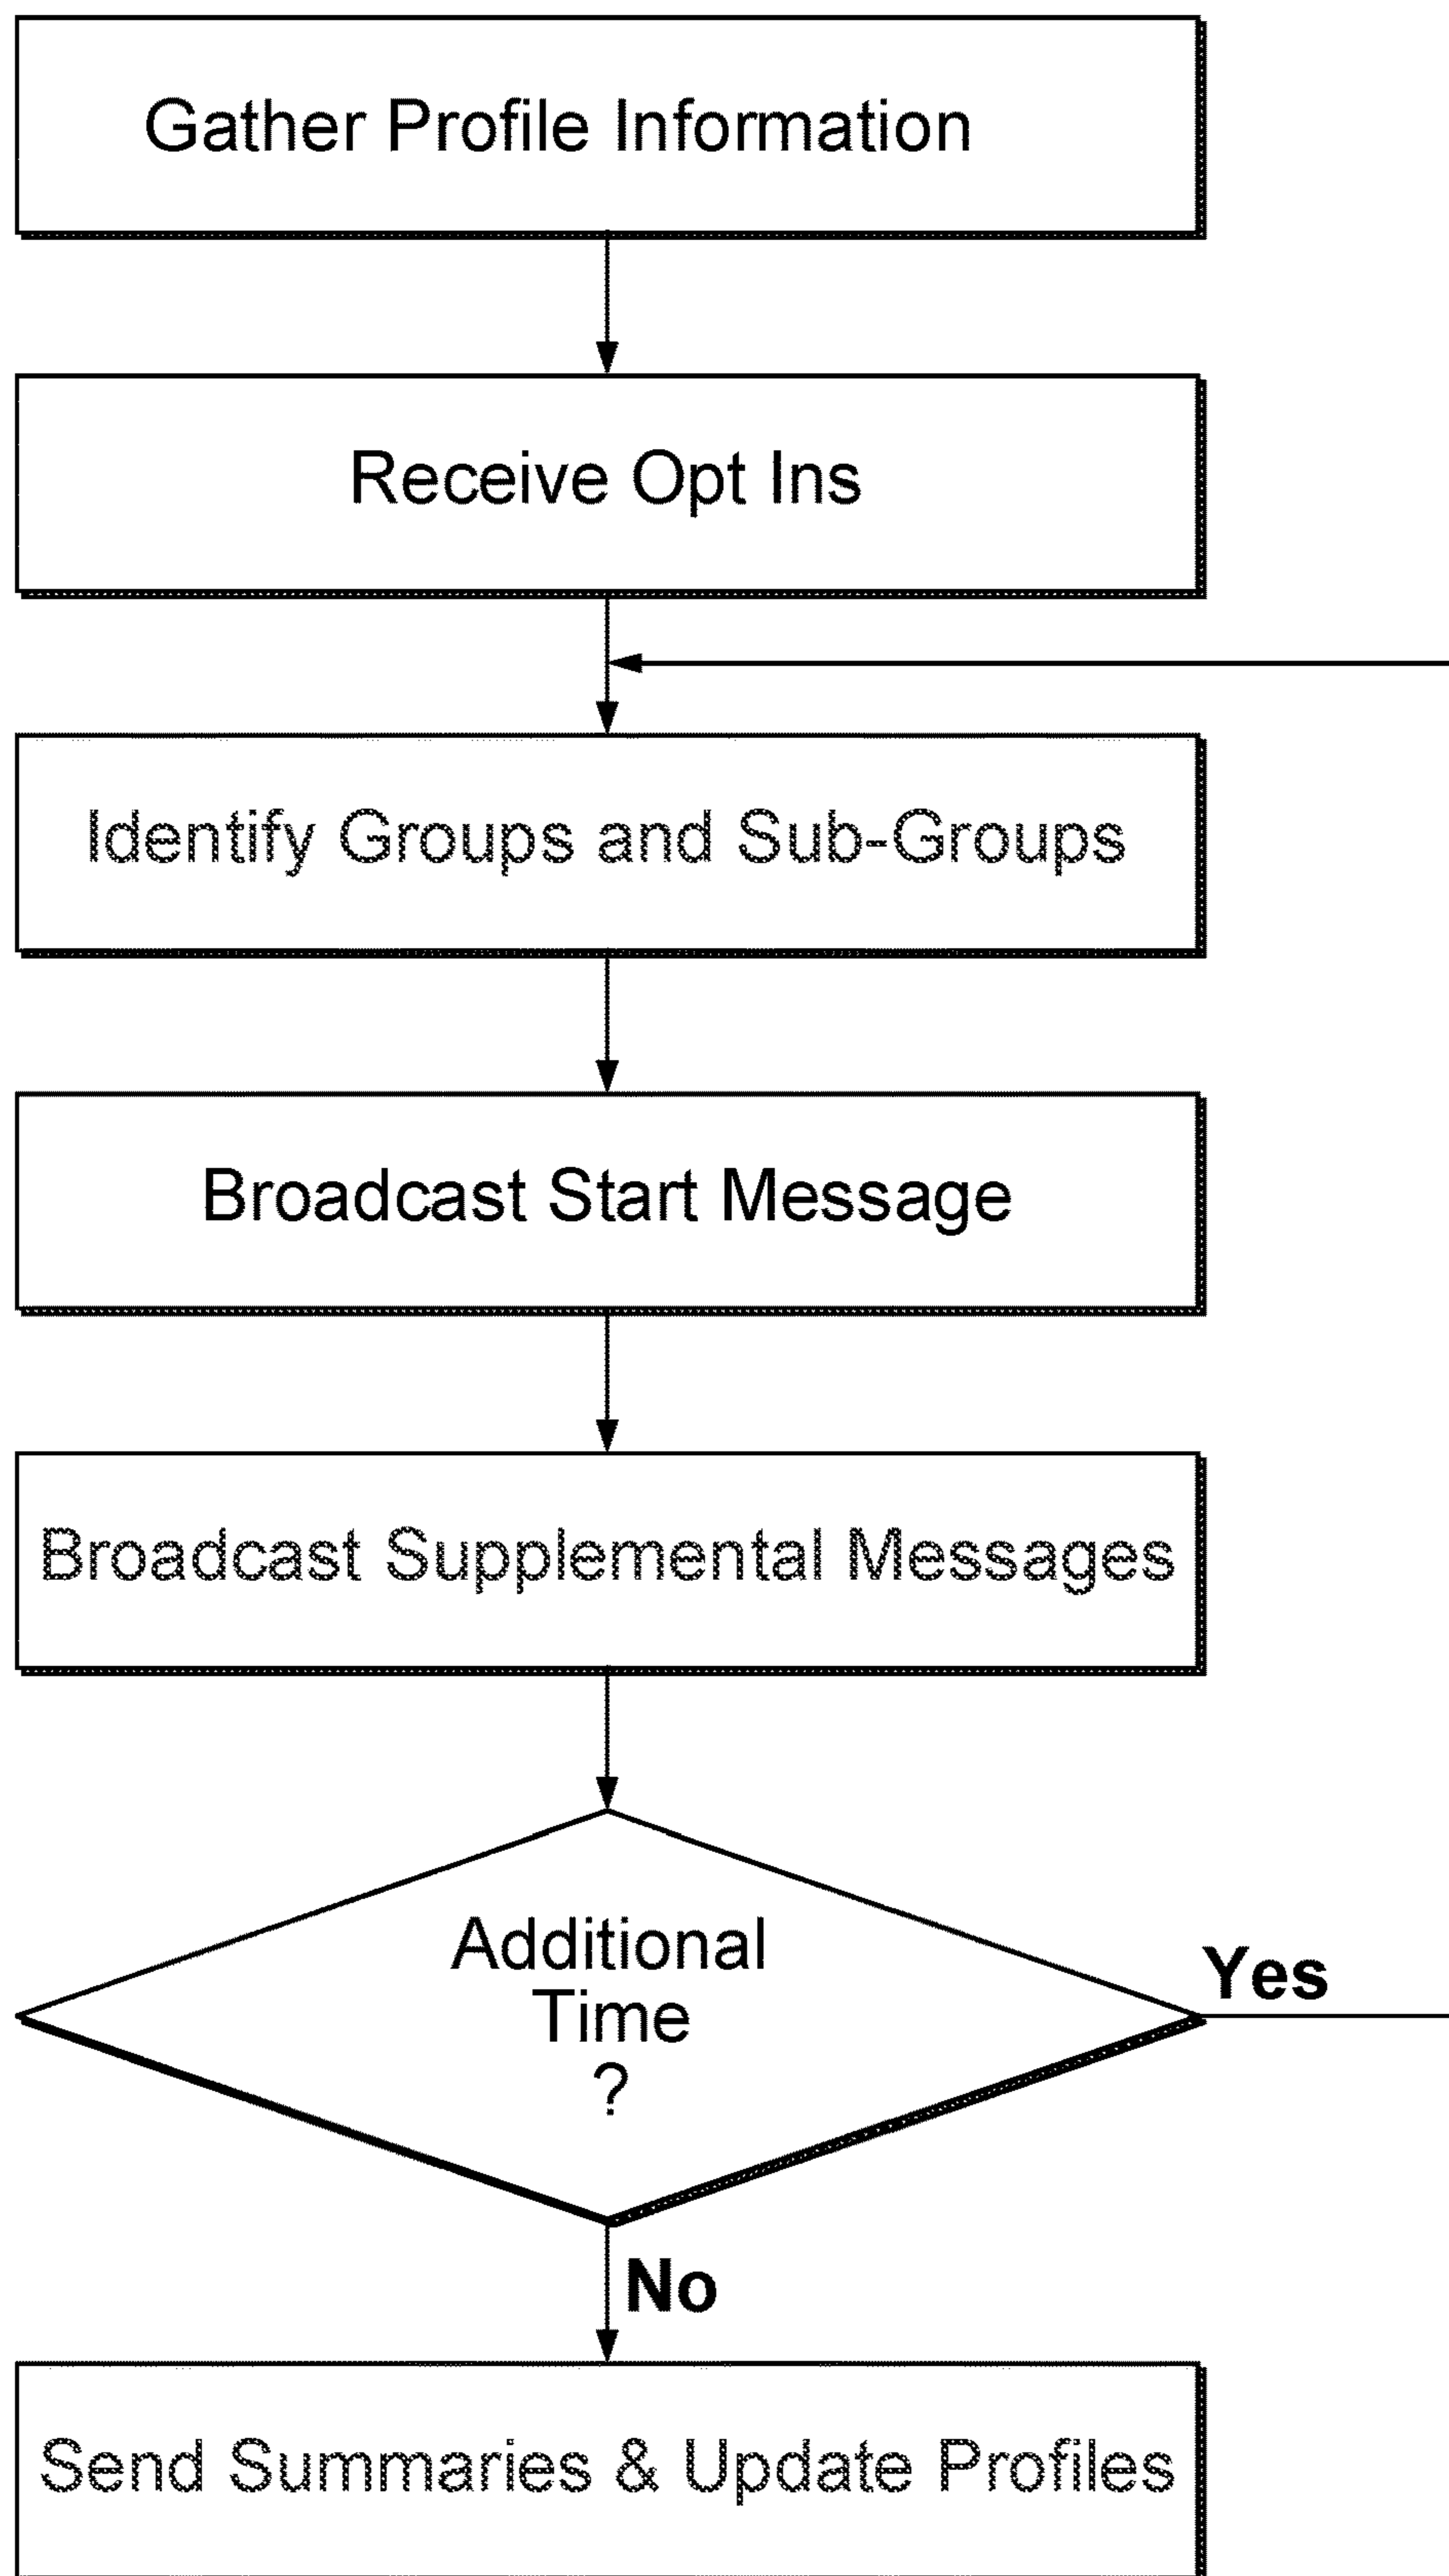 Gather Profile Information
Receive Opt Ins
Identify Groups and Sub-Groups
Broadcast Start Message
Broadcast Supplemental Messages
Additional
Time
?
Yes
No
Send Summaries & Update Profiles